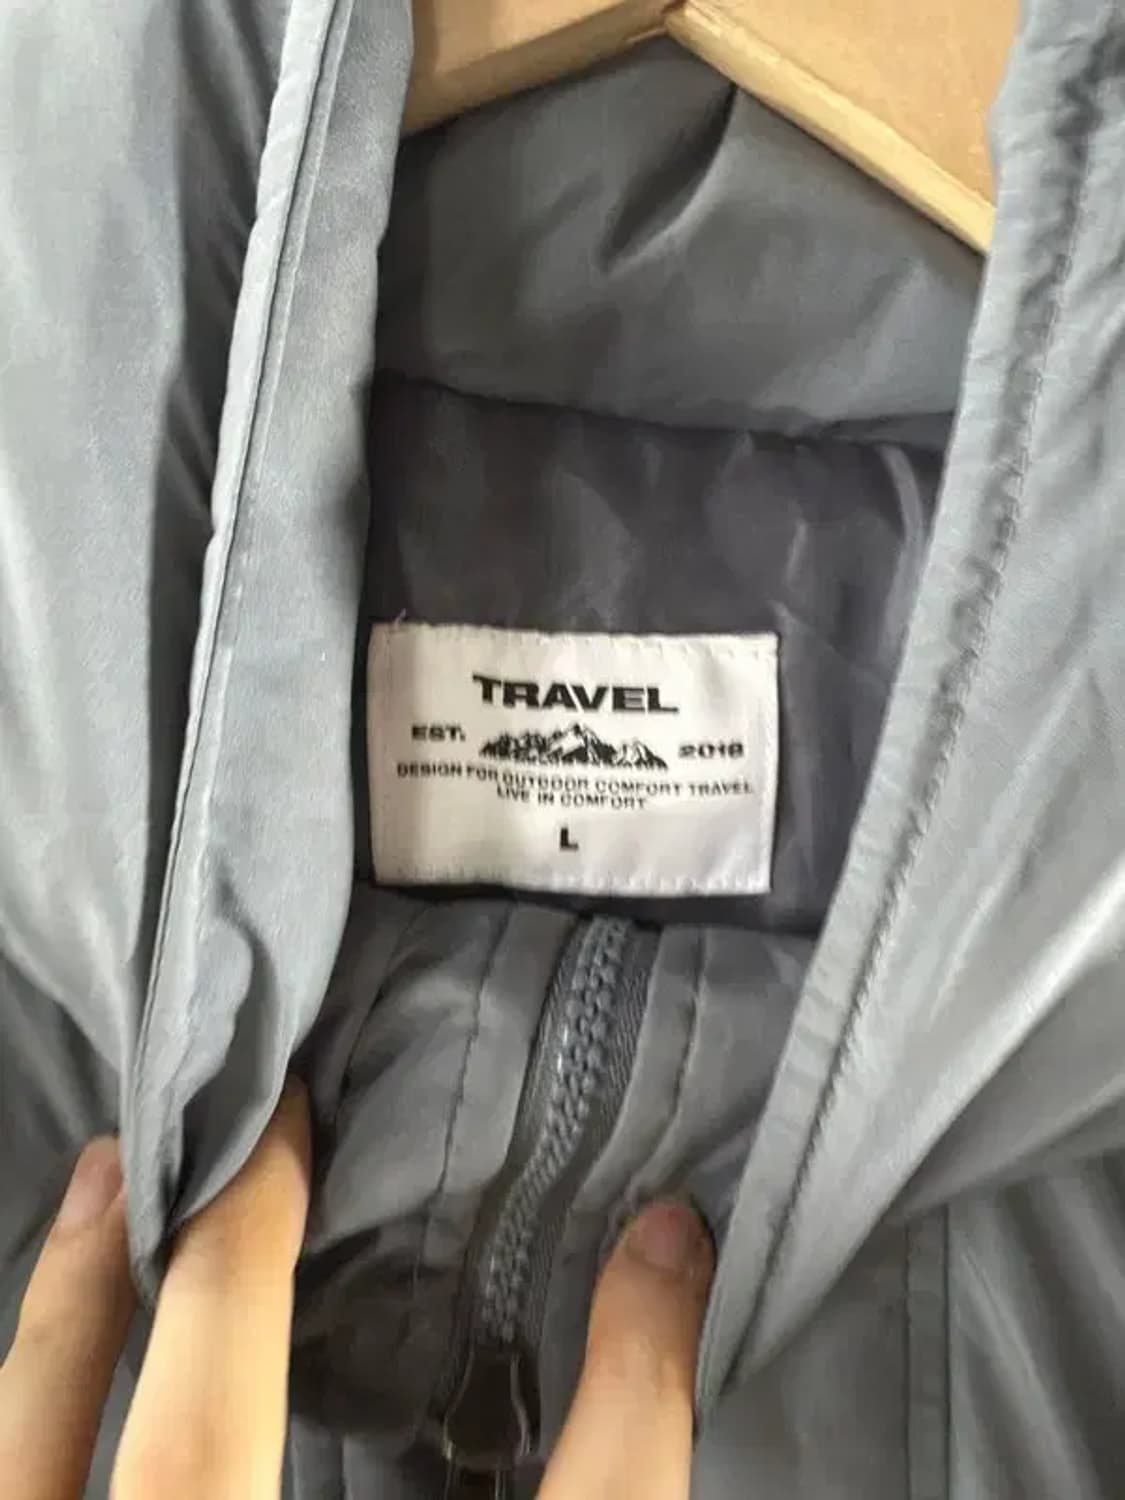 TRAVEL
EST. 2018
DESIGN FOR OUTDOOR COMFORT TRAVEL
LIVE IN COMFORT
L